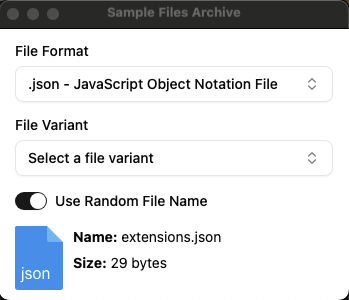 Sample Files Archive
File Format
.json - JavaScript Object Notation File
File Variant
Select a file variant
Use Random File Name
json
Name: extensions.json
Size: 29 bytes